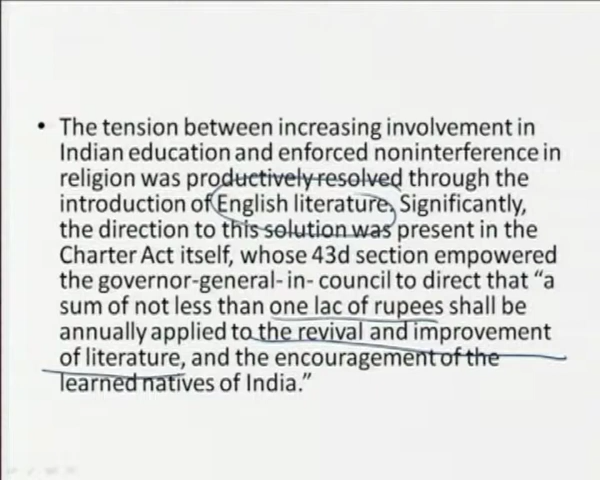 • The tension between increasing involvement in
Indian education and enforced noninterference in
religion was productively resolved through the
introduction of English literature. Significantly,
the direction to this solution was present in the
Charter Act itself, whose 43d section empowered
the governor-general- in- council to direct that “a
sum of not less than one lac of rupees shall be
annually applied to the revival and improvement
of literature, and the encouragement of the
learned natives of India.”